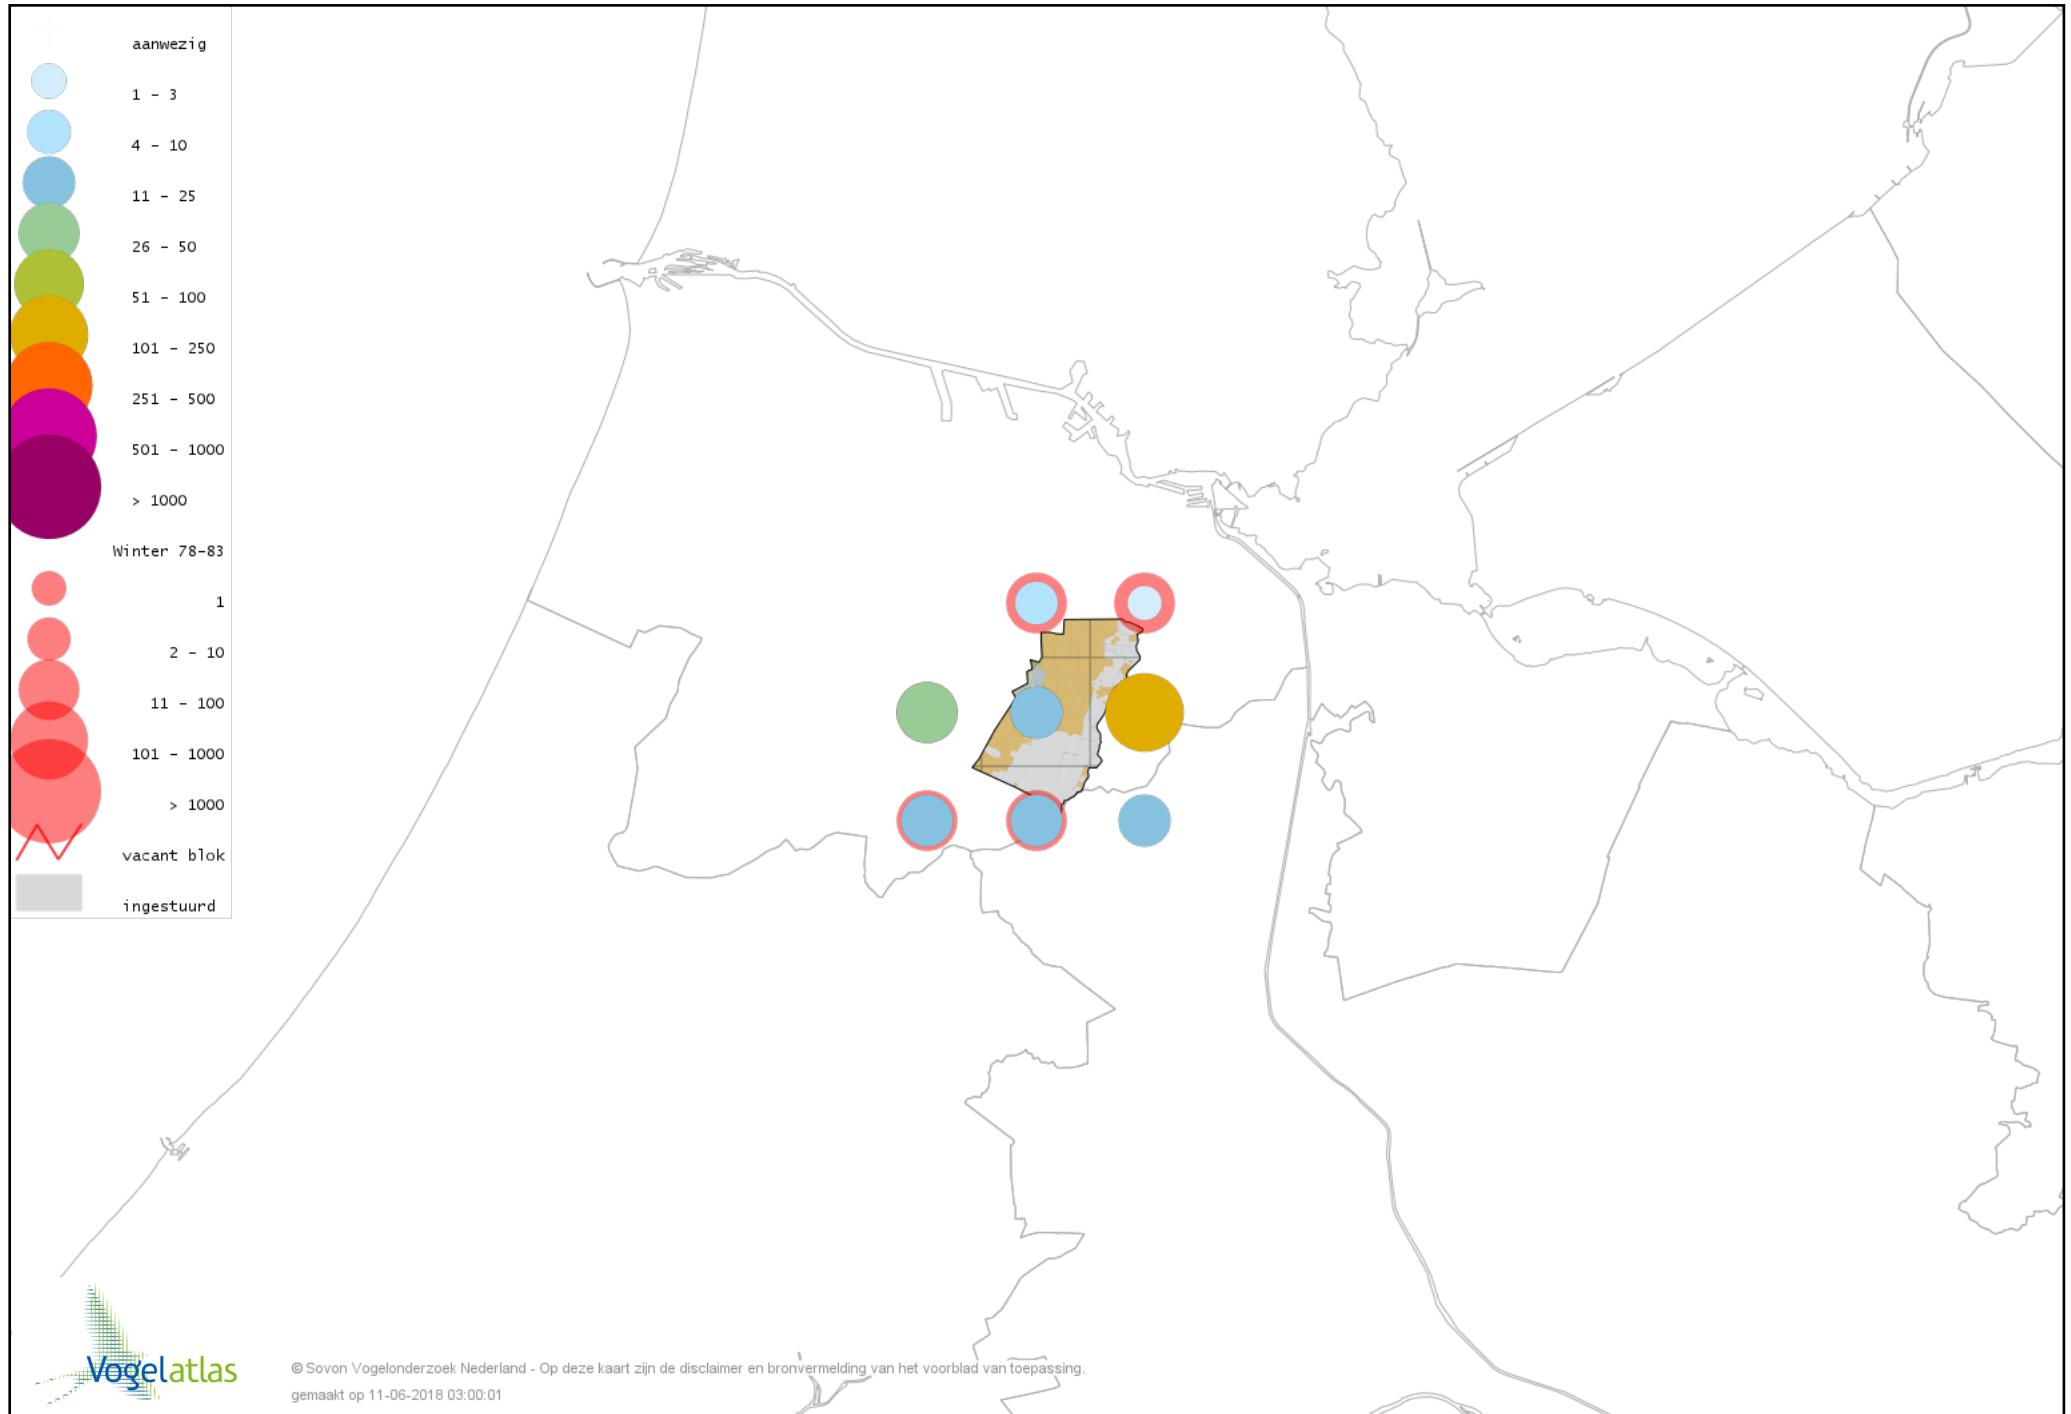 aanwezig
1 - 3
4 - 10
11 - 25
26 - 50
51 - 100
101 - 250
251 - 500
501 - 1000
> 1000
Winter 78-83
1
2 - 10
11 - 100
101 - 1000
> 1000
vacant blok
ingestuurd
Vogelatlas
© Sovon Vogelonderzoek Nederland - Op deze kaart zijn de disclaimer en bronvermelding van het voorblad van toepassing.
gemaakt op 11-06-2018 03:00:01